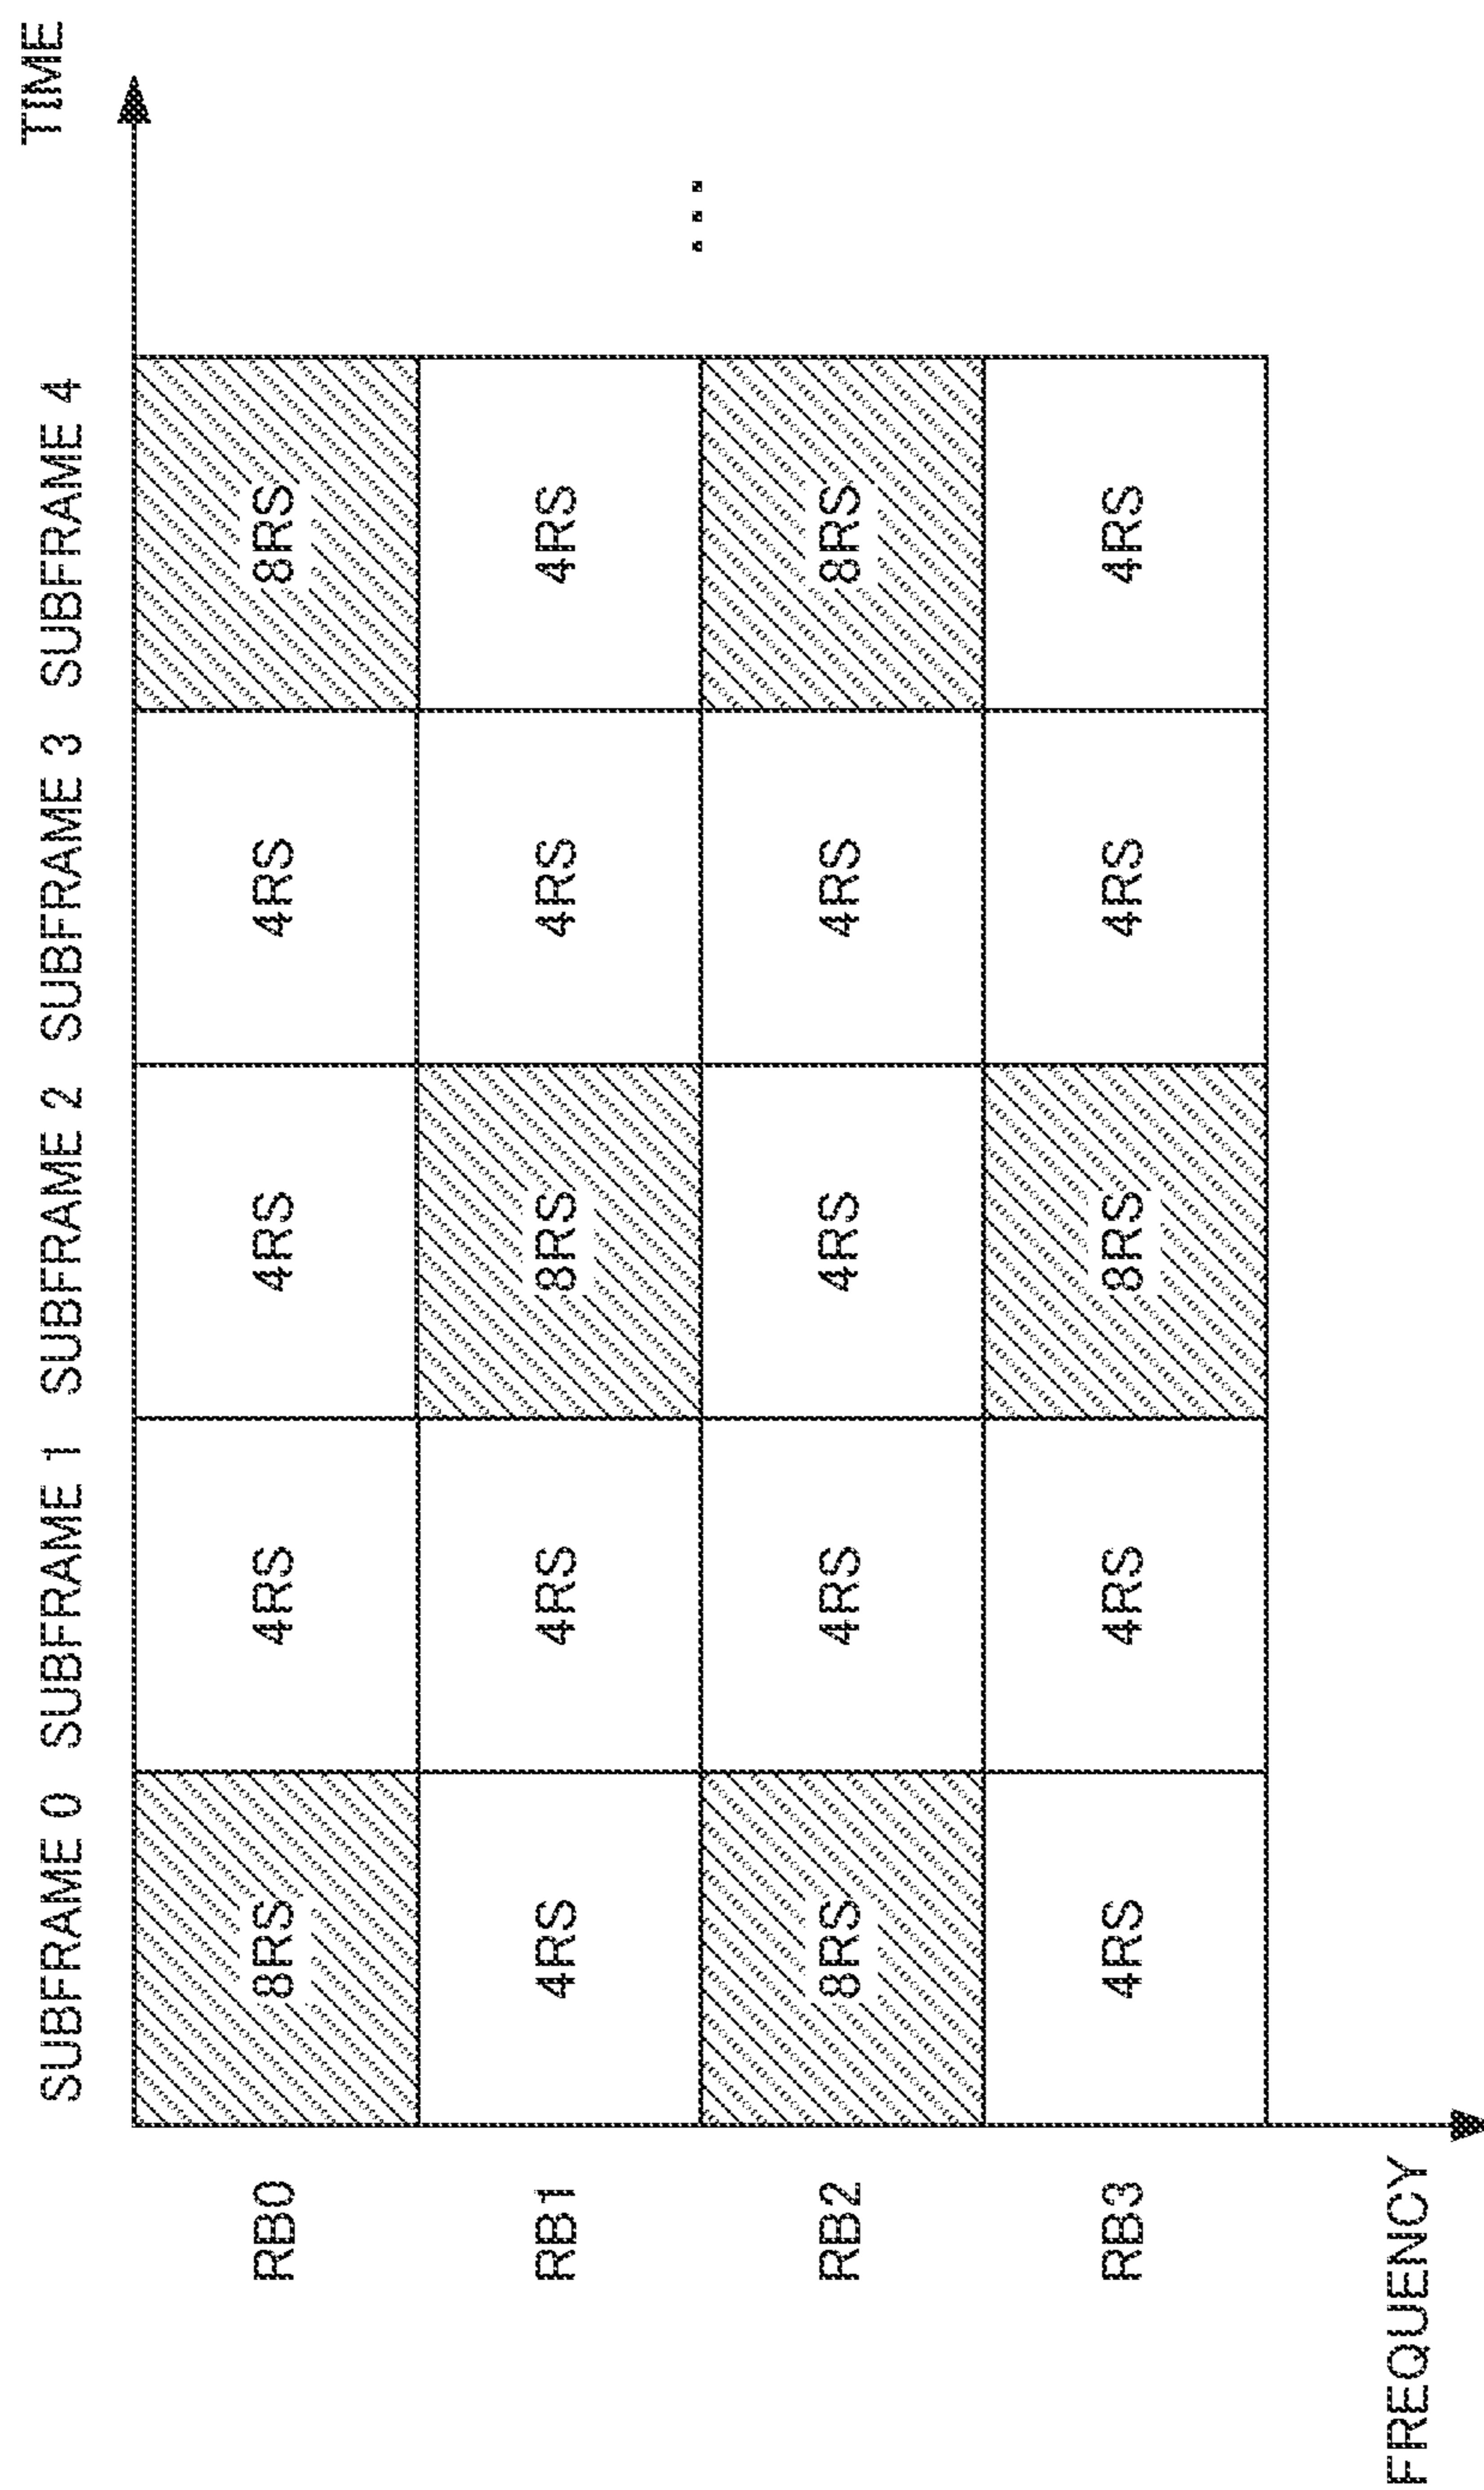 TIME
SUBFRAME 0 SUBFRAME 1 SUBFRAME 2 SUBFRAME 3 SUBFRAME 4
RB0 8RS 4RS 4RS 4RS 8RS
RB1 4RS 4RS 8RS 4RS 4RS
...
RB2 8RS 4RS 4RS 4RS 8RS
RB3 4RS 4RS 8RS 4RS 4RS
FREQUENCY